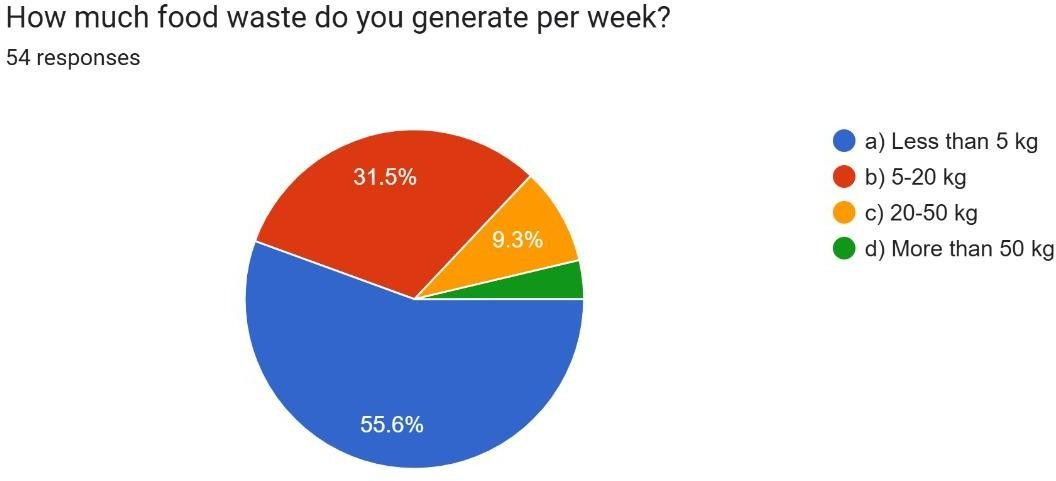 How much food waste do you generate per week?
54 responses
31.5%
9.3%
55.6%
a) Less than 5 kg
b) 5-20 kg
c) 20-50 kg
d) More than 50 kg